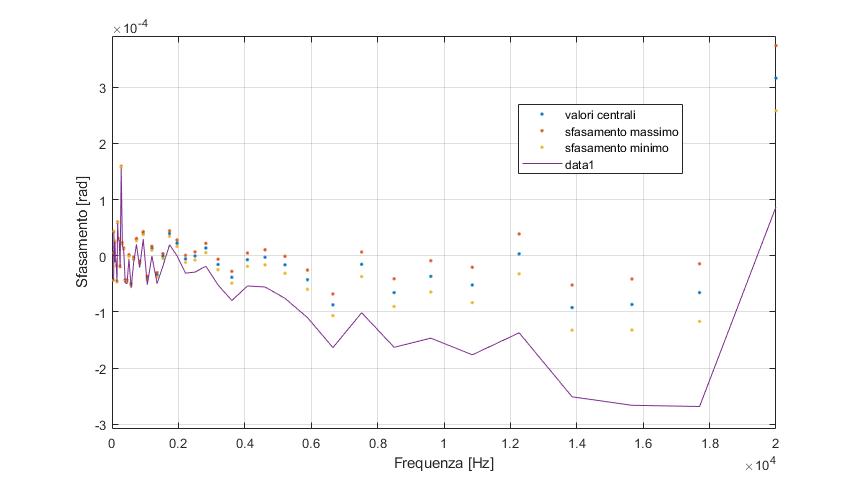 ×10⁻⁴
3
2
1
0
-1
-2
-3
Sfasamento [rad]
valori centrali
sfasamento massimo
sfasamento minimo
data1
0 0.2 0.4 0.6 0.8 1 1.2 1.4 1.6 1.8 2
Frequenza [Hz]
×10⁴